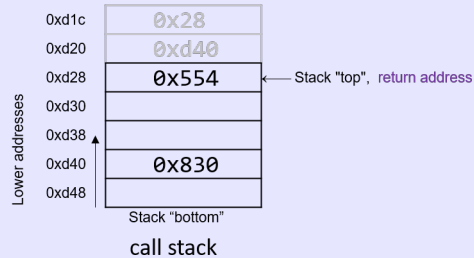 0xd1c 0x28
0xd20 0xd40
0xd28 0x554 Stack "top", return address
0xd30
0xd38
0xd40 0x830
0xd48
Lower addresses
Stack “bottom”
call stack